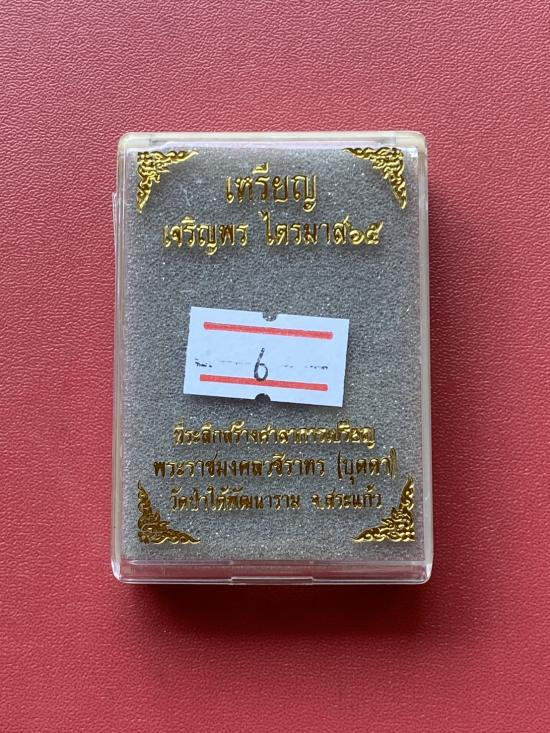 เหรียญ
เจริญพร ไตรมาส๖๕
6
ที่ระลึกสร้างศาลาการเปรียญ
พระราชมงคลวชิราทร (บุดดา)
วัดป่าใต้พัฒนาราม จ.สระแก้ว